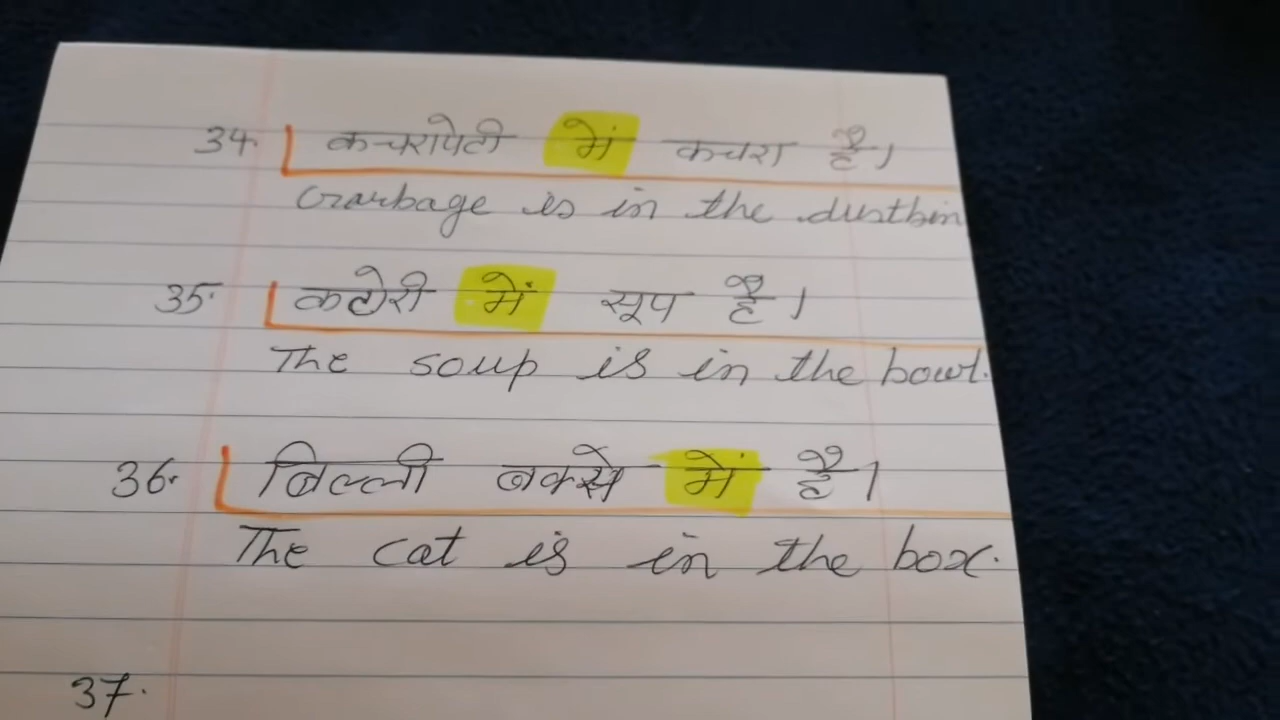 34. कचरापेटी में कचरा है।
Garbage is in the dustbin
35. कटोरी में सूप है।
The soup is in the bowl.
36. बिल्ली बक्से में है।
The cat is in the box.
37.